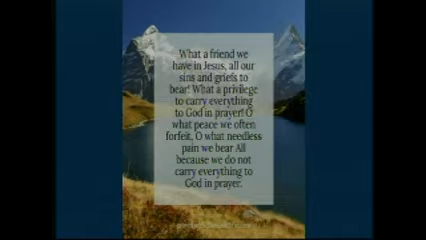 What a friend we
have in Jesus, all our
sins and griefs to
bear! What a privilege
to carry everything
to God in prayer! O
what peace we often
forfeit, O what needless
pain we bear All
because we do not
carry everything to
God in prayer.